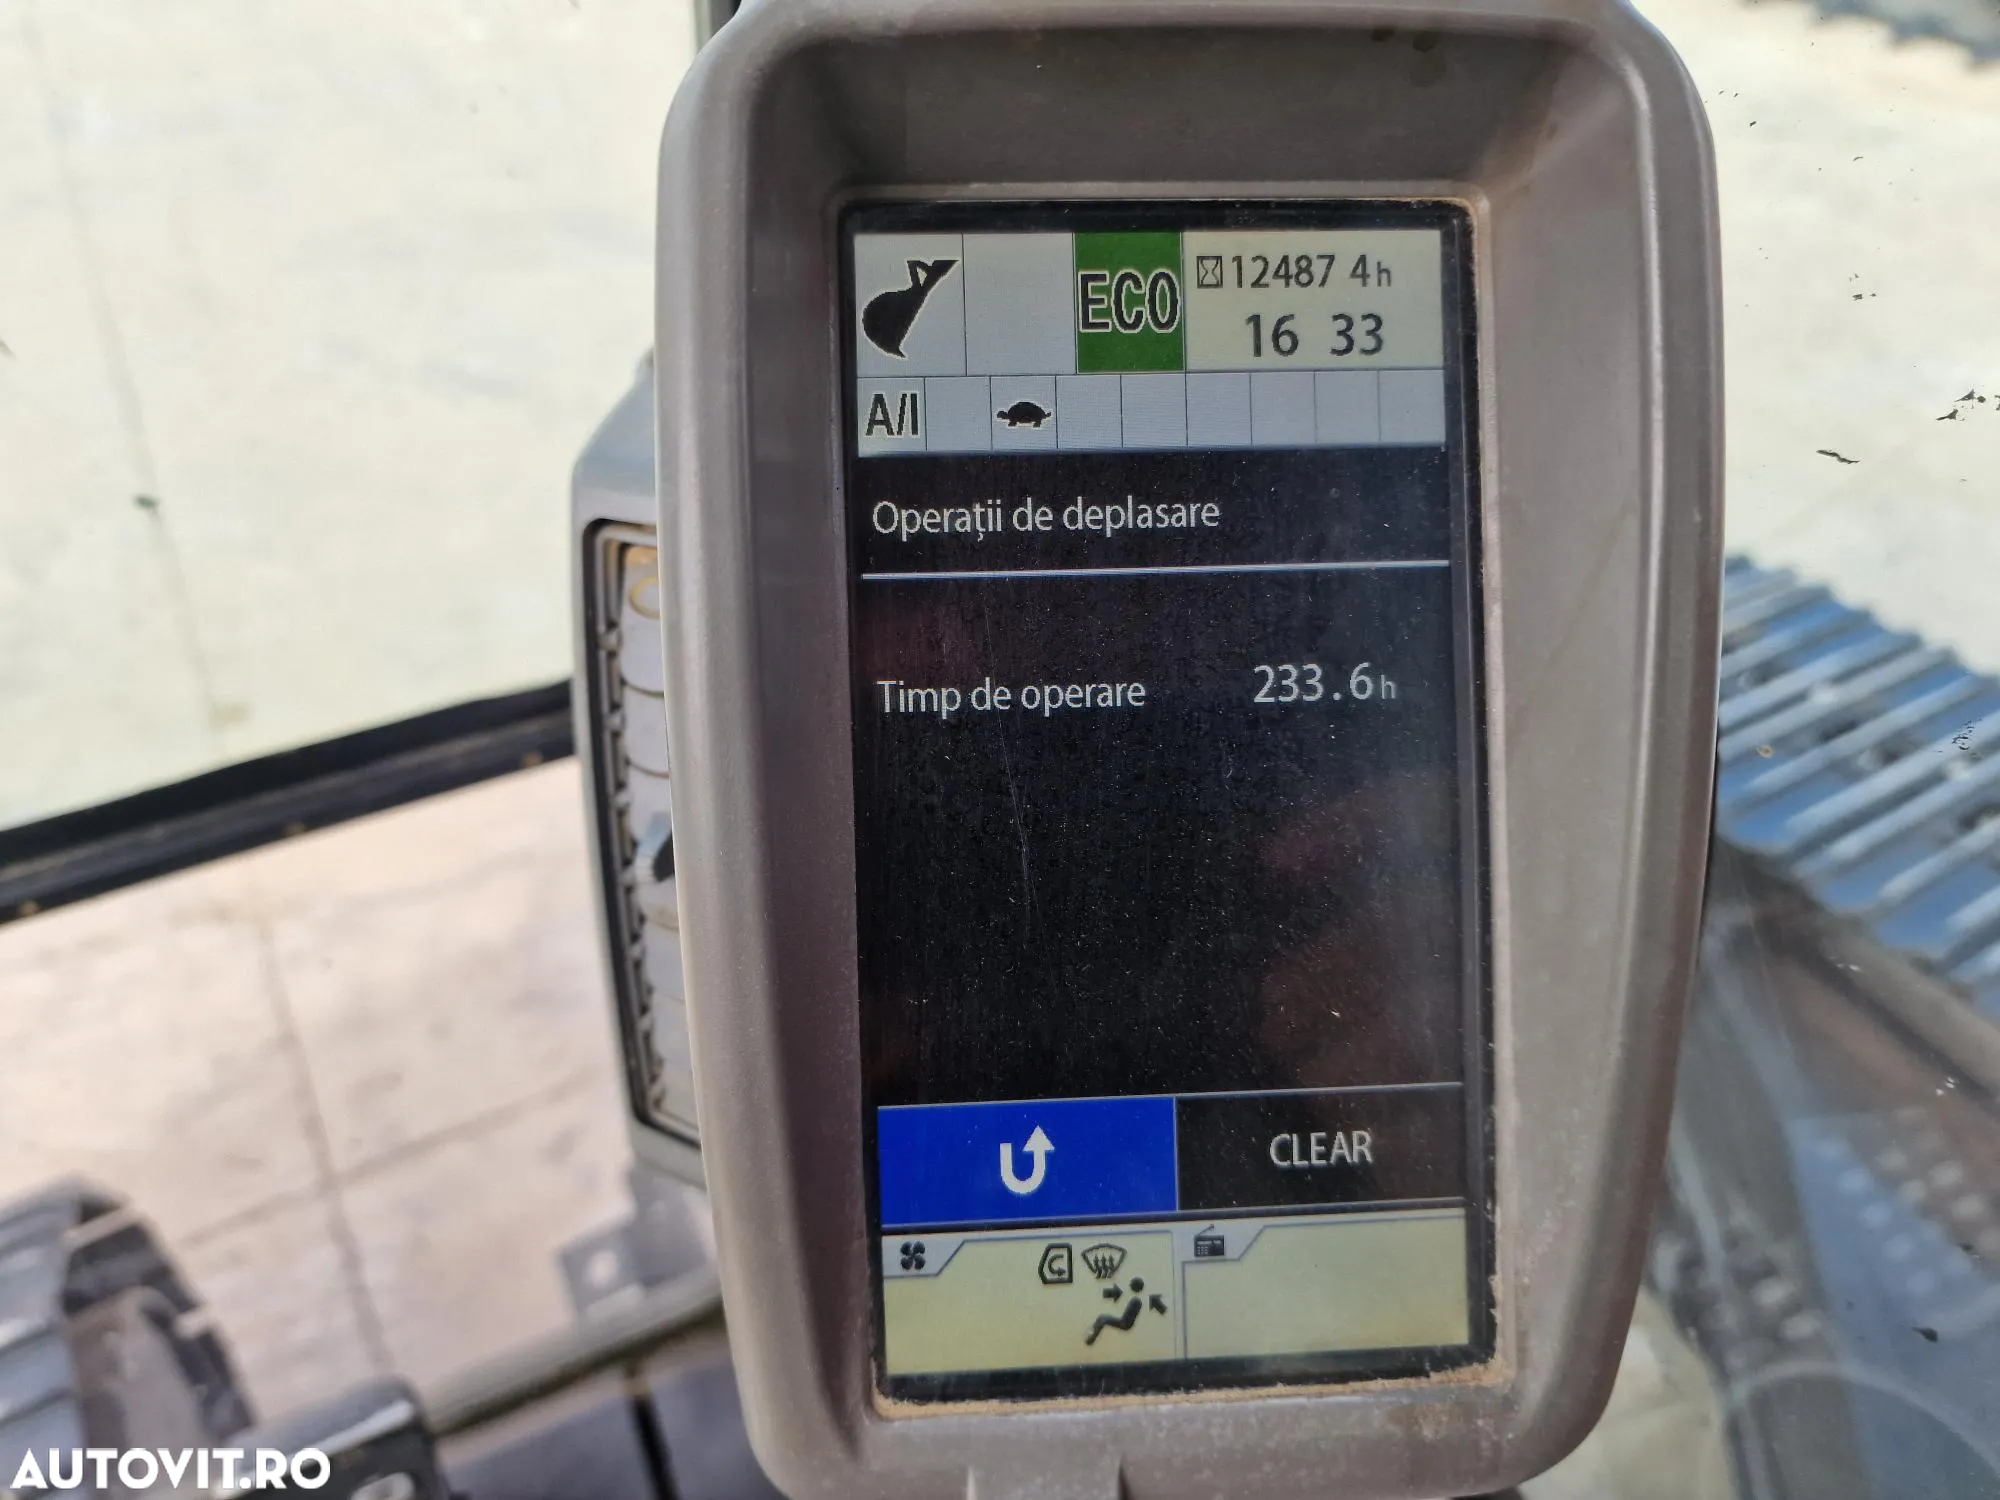 ECO
12487 4h
16 33
A/I
Operații de deplasare
Timp de operare 233.6h
CLEAR
AUTOVIT.RO